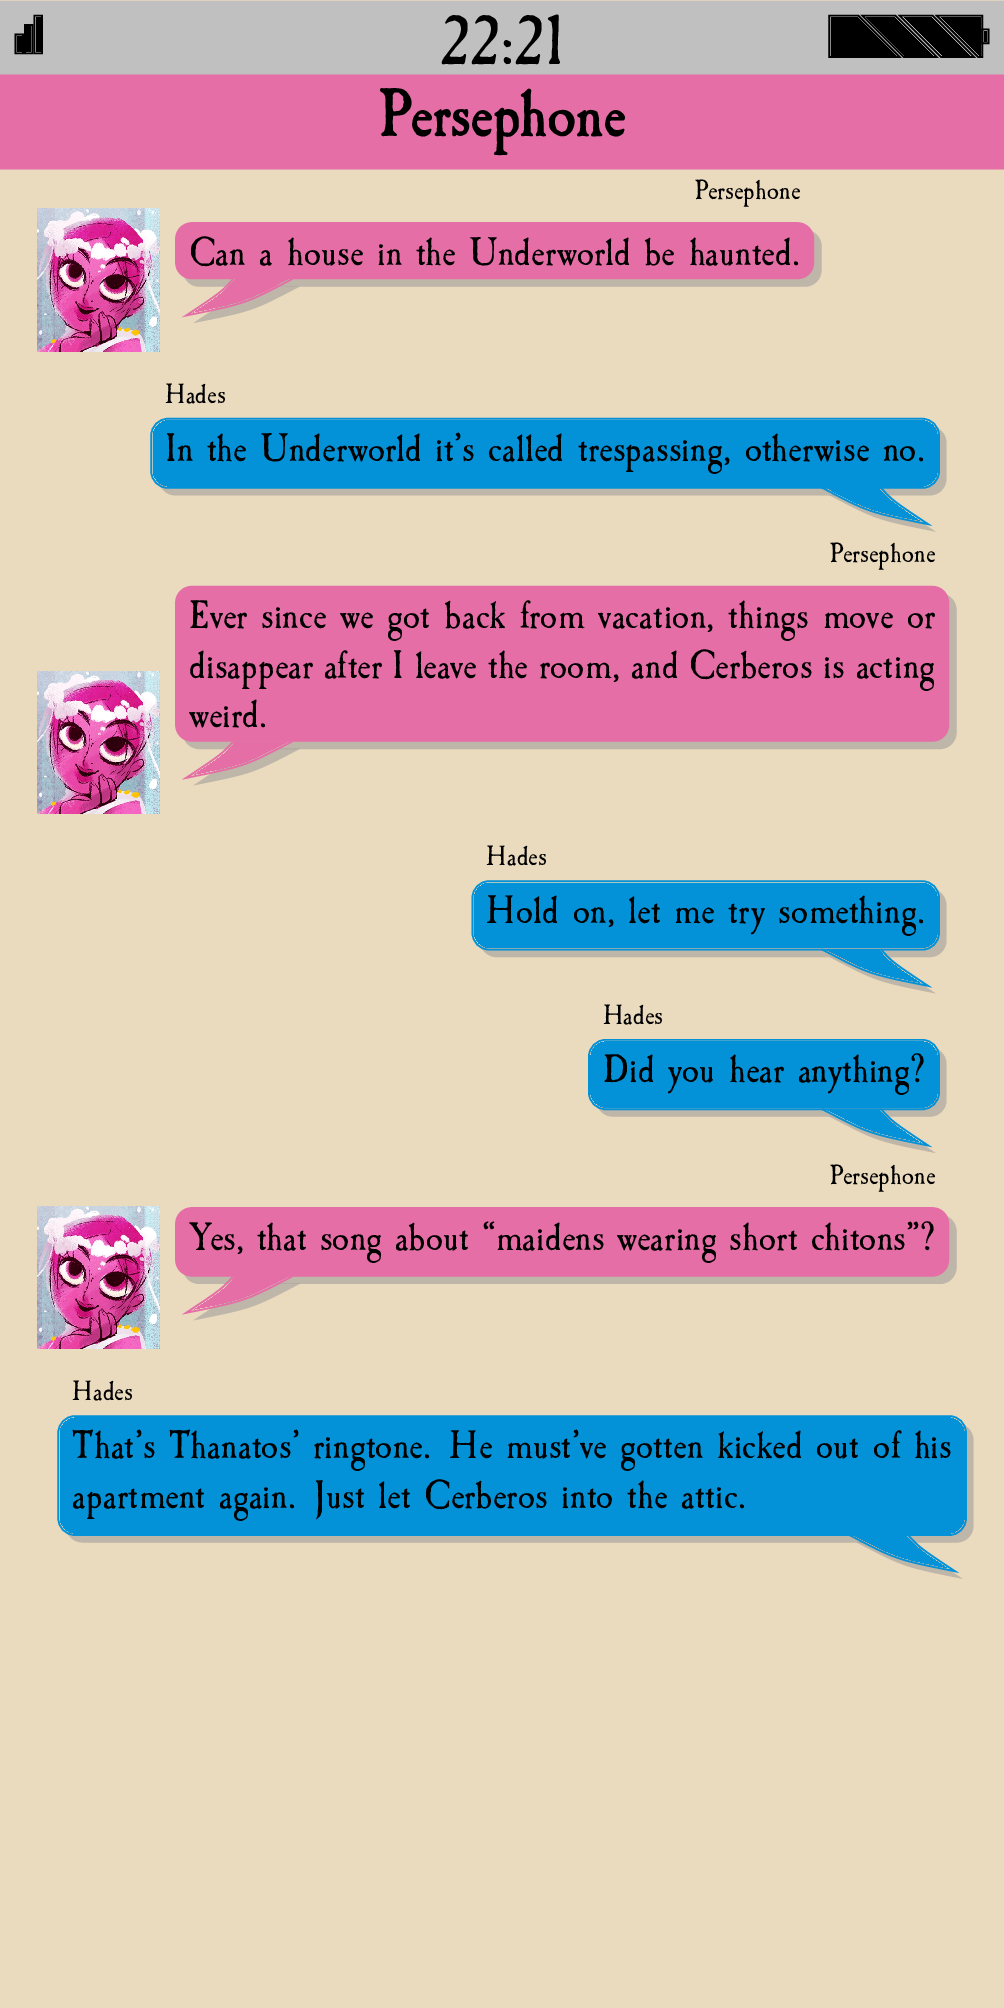 22:21
Persephone
Persephone
Can a house in the Underworld be haunted.
Hades
In the Underworld it's called trespassing, otherwise no.
Persephone
Ever since we got back from vacation, things move or
disappear after I leave the room, and Cerberos is acting
weird.
Hades
Hold on, let me try something.
Hades
Did you hear anything?
Persephone
Yes, that song about “maidens wearing short chitons”?
Hades
That's Thanatos' ringtone. He must've gotten kicked out of his
apartment again. Just let Cerberos into the attic.